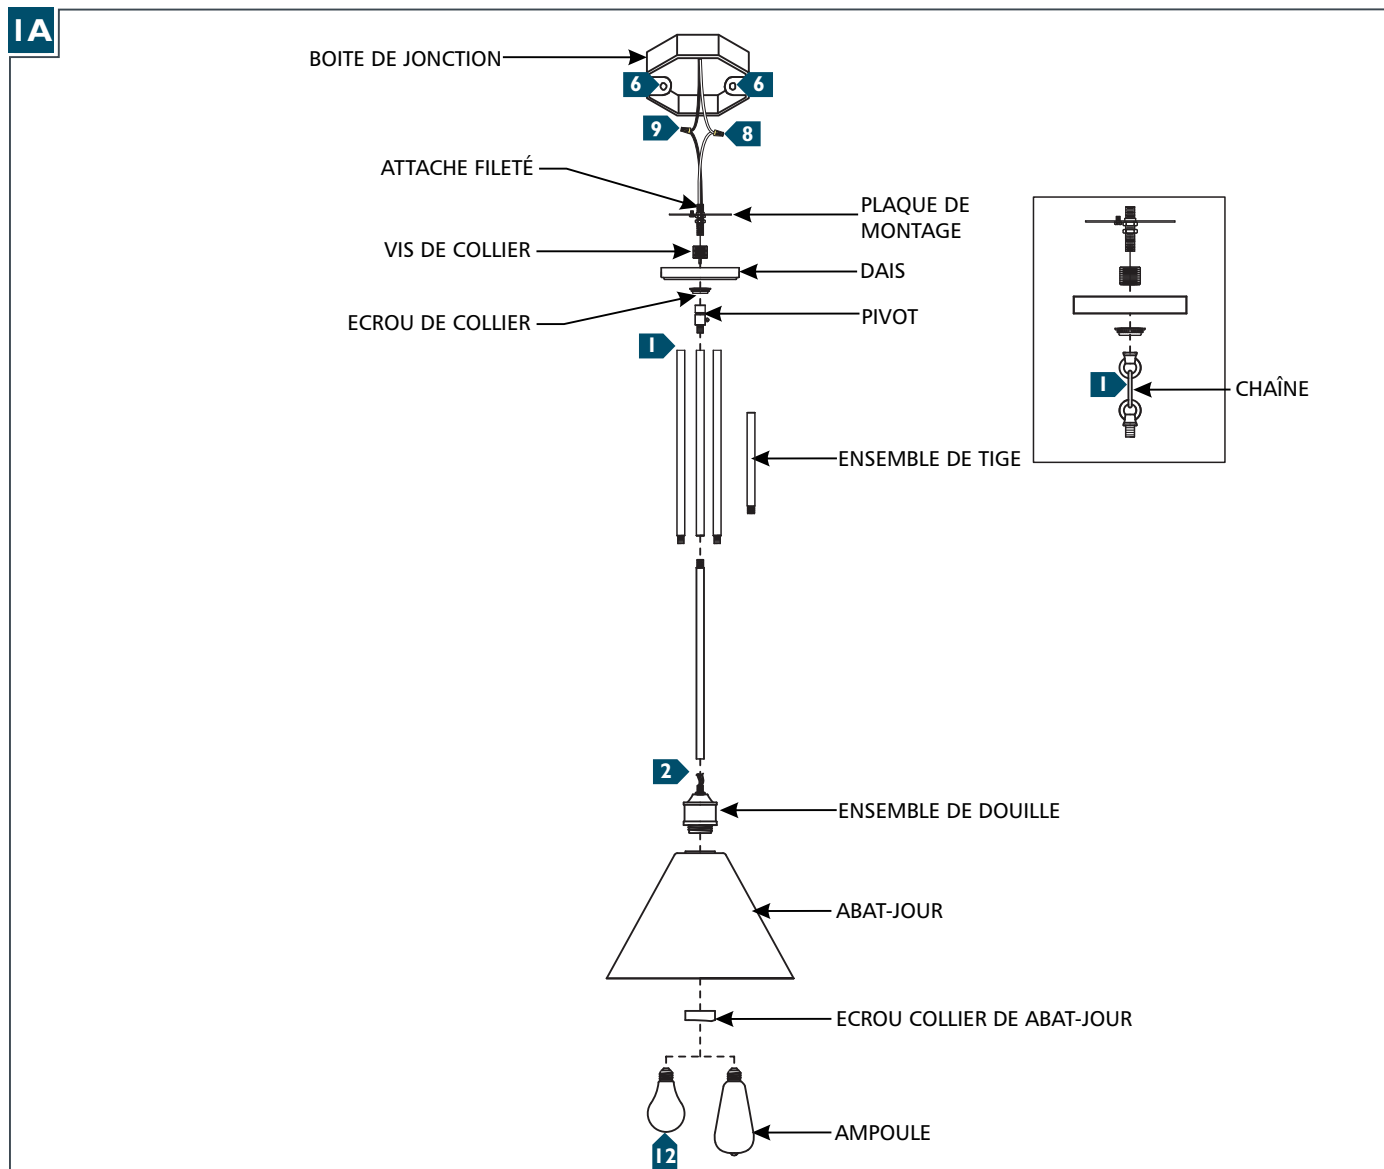 1A
BOITE DE JONCTION
6
6
9
8
ATTACHE FILETÉ
PLAQUE DE
MONTAGE
VIS DE COLLIER
DAIS
ECROU DE COLLIER
PIVOT
1
1
CHAÎNE
ENSEMBLE DE TIGE
2
ENSEMBLE DE DOUILLE
ABAT-JOUR
ECROU COLLIER DE ABAT-JOUR
AMPOULE
12